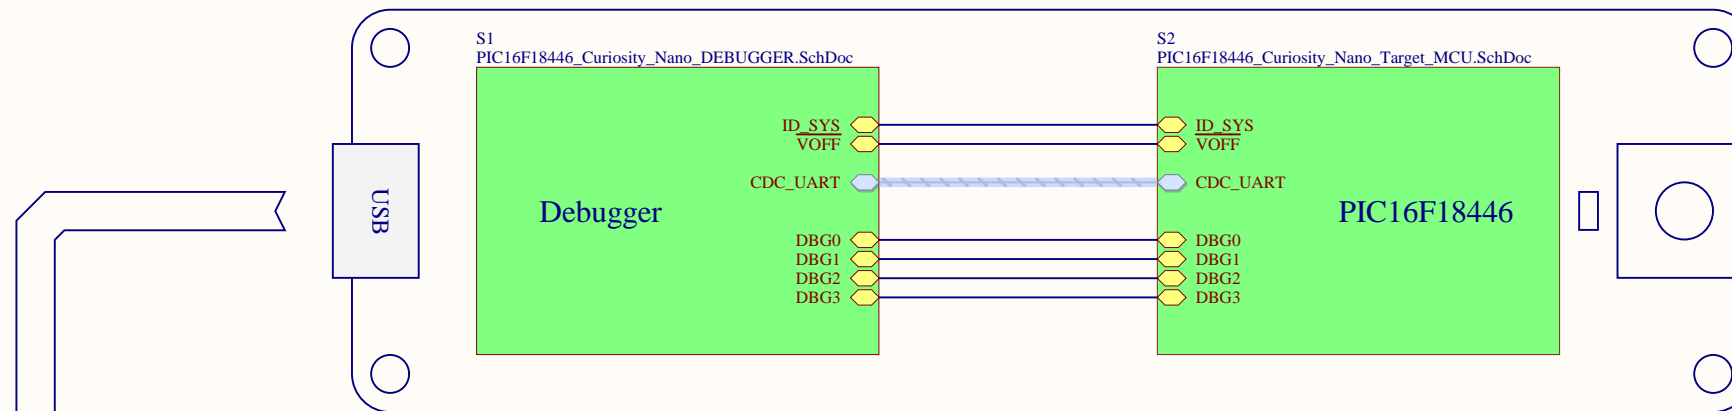 S1
PIC16F18446_Curiosity_Nano_DEBUGGER.SchDoc
ID_SYS
VOFF
CDC_UART
Debugger
DBG0
DBG1
DBG2
DBG3
USB
S2
PIC16F18446_Curiosity_Nano_Target_MCU.SchDoc
ID_SYS
VOFF
CDC_UART
PIC16F18446
DBG0
DBG1
DBG2
DBG3